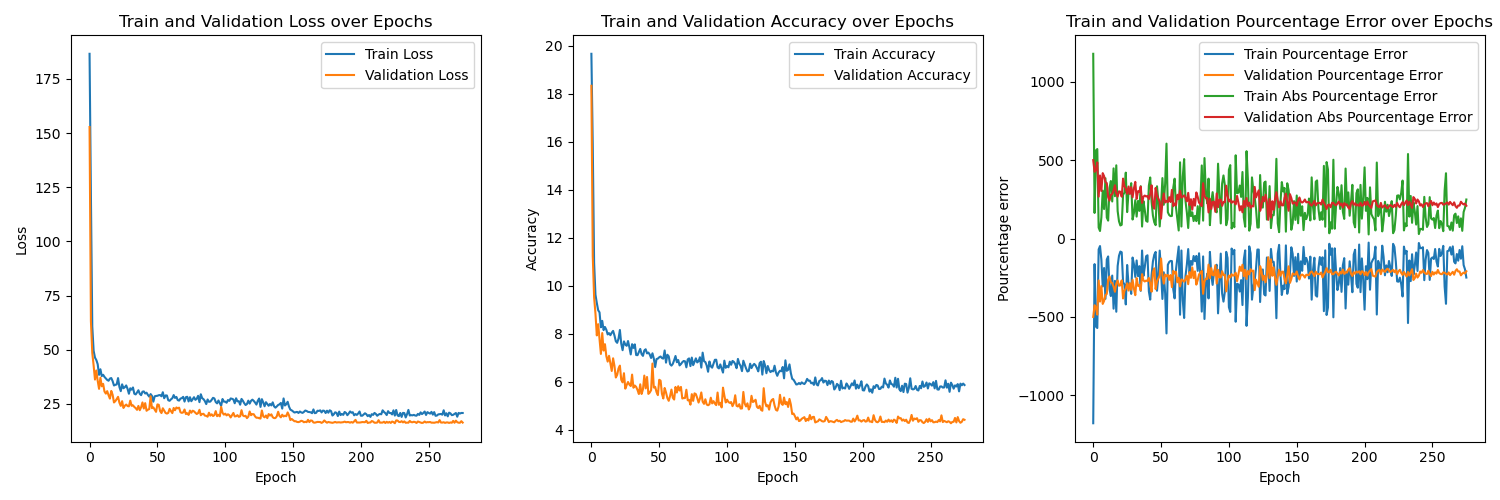 Train and Validation Loss over Epochs
Train Loss
Validation Loss
175
150
125
100
75
50
25
Loss
0
50
100
150
200
250
Epoch
Train and Validation Accuracy over Epochs
Train Accuracy
Validation Accuracy
20
18
16
14
12
10
8
6
4
Accuracy
0
50
100
150
200
250
Epoch
Train and Validation Pourcentage Error over Epochs
Train Pourcentage Error
Validation Pourcentage Error
Train Abs Pourcentage Error
Validation Abs Pourcentage Error
1000
500
0
−500
−1000
Pourcentage error
0
50
100
150
200
250
Epoch